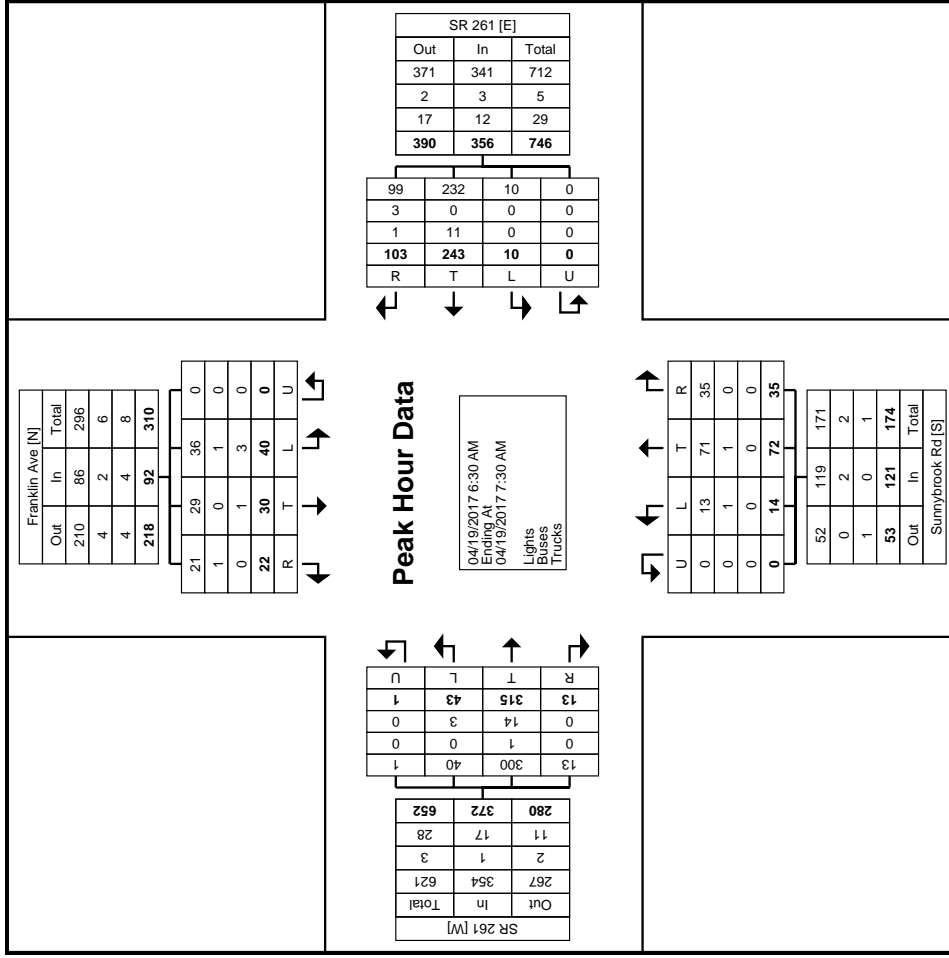 SR 261 [E]
Out In Total
371 341 712
2 3 5
17 12 29
390 356 746
99 232 10 0
3 0 0 0
1 11 0 0
103 243 10 0
R T L U
Franklin Ave [N]
Out In Total
210 86 296
4 2 6
4 4 8
218 92 310
21 29 36 0
1 0 1 0
0 1 3 0
22 30 40 0
R T L U
Peak Hour Data
04/19/2017 6:30 AM
Ending At
04/19/2017 7:30 AM
Lights
Buses
Trucks
U L T R
0 13 71 35
0 1 1 0
0 0 0 0
0 14 72 35
52 119 171
0 2 2
1 0 1
53 121 174
Out In Total
Sunnybrook Rd [S]
SR 261 [W]
Out In Total
267 354 621
2 1 3
11 17 28
280 372 652
13 300 40 1
0 1 0 0
0 14 3 0
13 315 43 1
R T L U